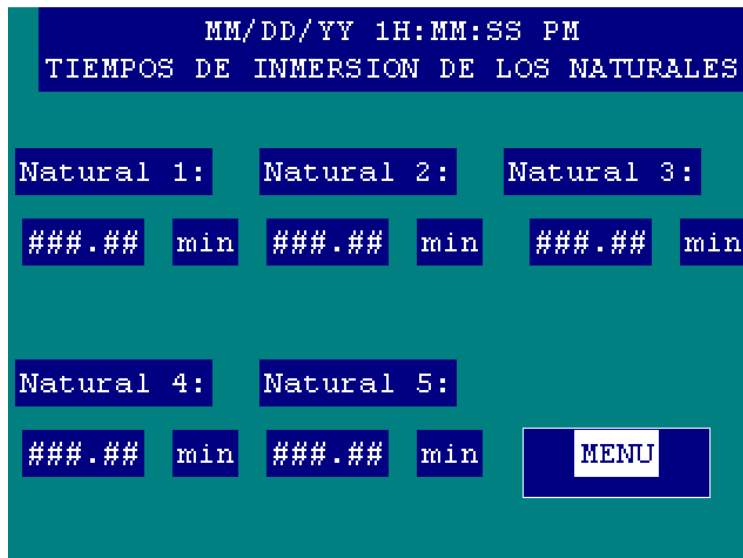 MM/DD/YY 1H:MM:SS PM
TIEMPOS DE INMERSION DE LOS NATURALES
Natural 1: Natural 2: Natural 3:
###.## min ###.## min ###.## min
Natural 4: Natural 5:
###.## min ###.## min MENU